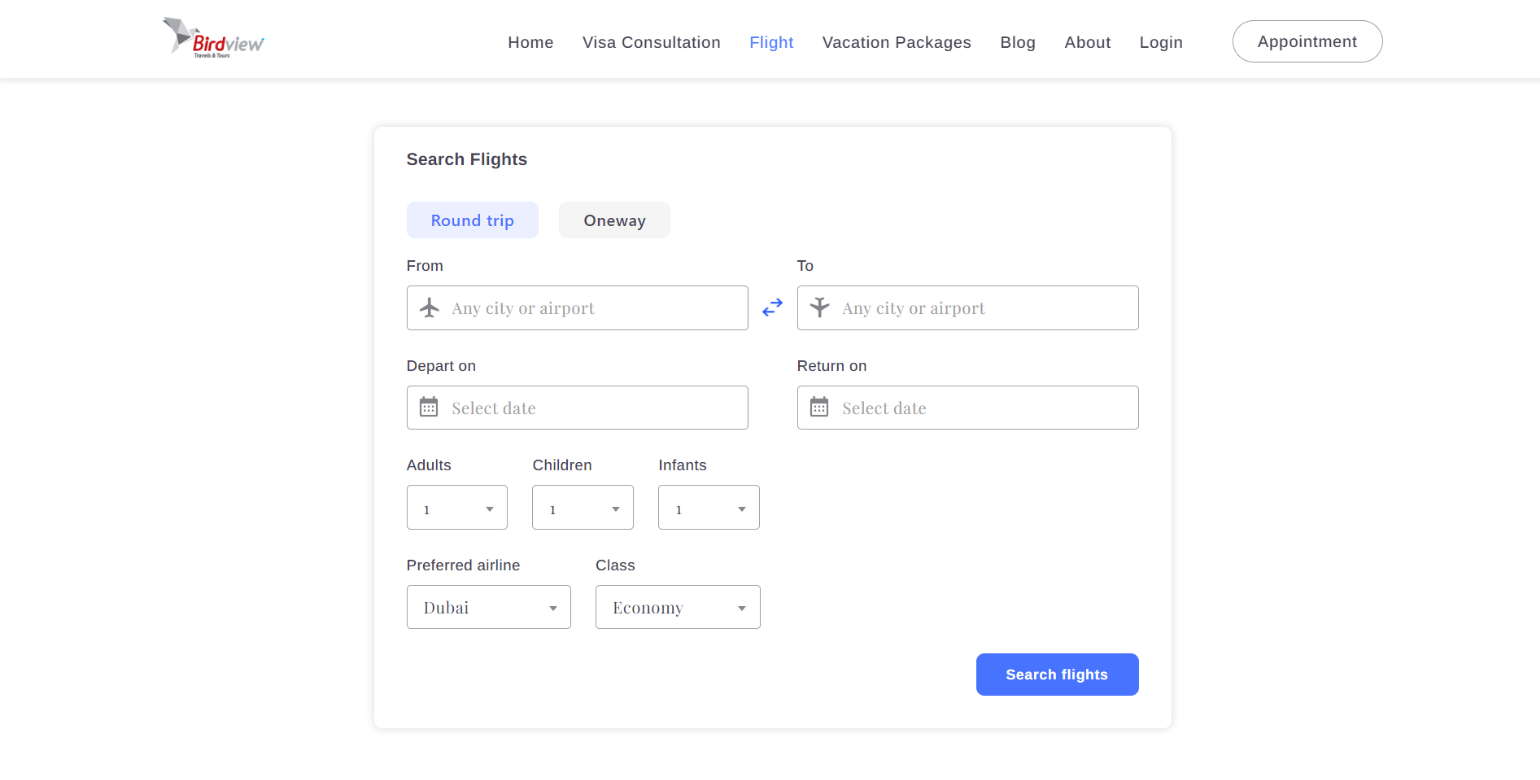 Birdview
Travels & Tours
Home Visa Consultation Flight Vacation Packages Blog About Login Appointment
Search Flights
Round trip Oneway
From To
Any city or airport Any city or airport
Depart on Return on
Select date Select date
Adults Children Infants
1 1 1
Preferred airline Class
Dubai Economy
Search flights